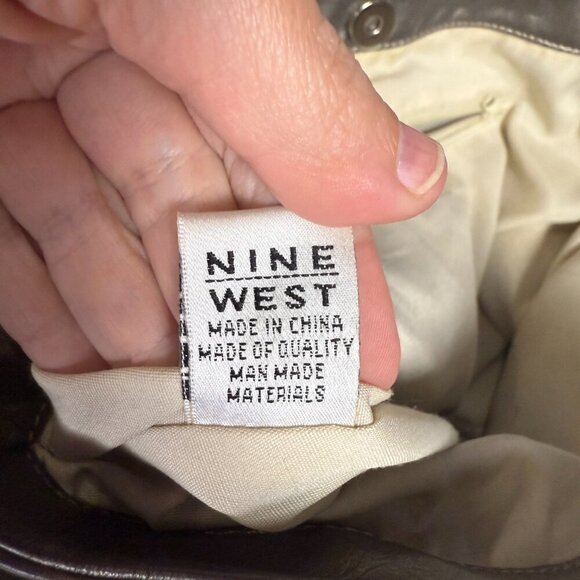 NINE
WEST
MADE IN CHINA
MADE OF QUALITY
MAN MADE
MATERIALS